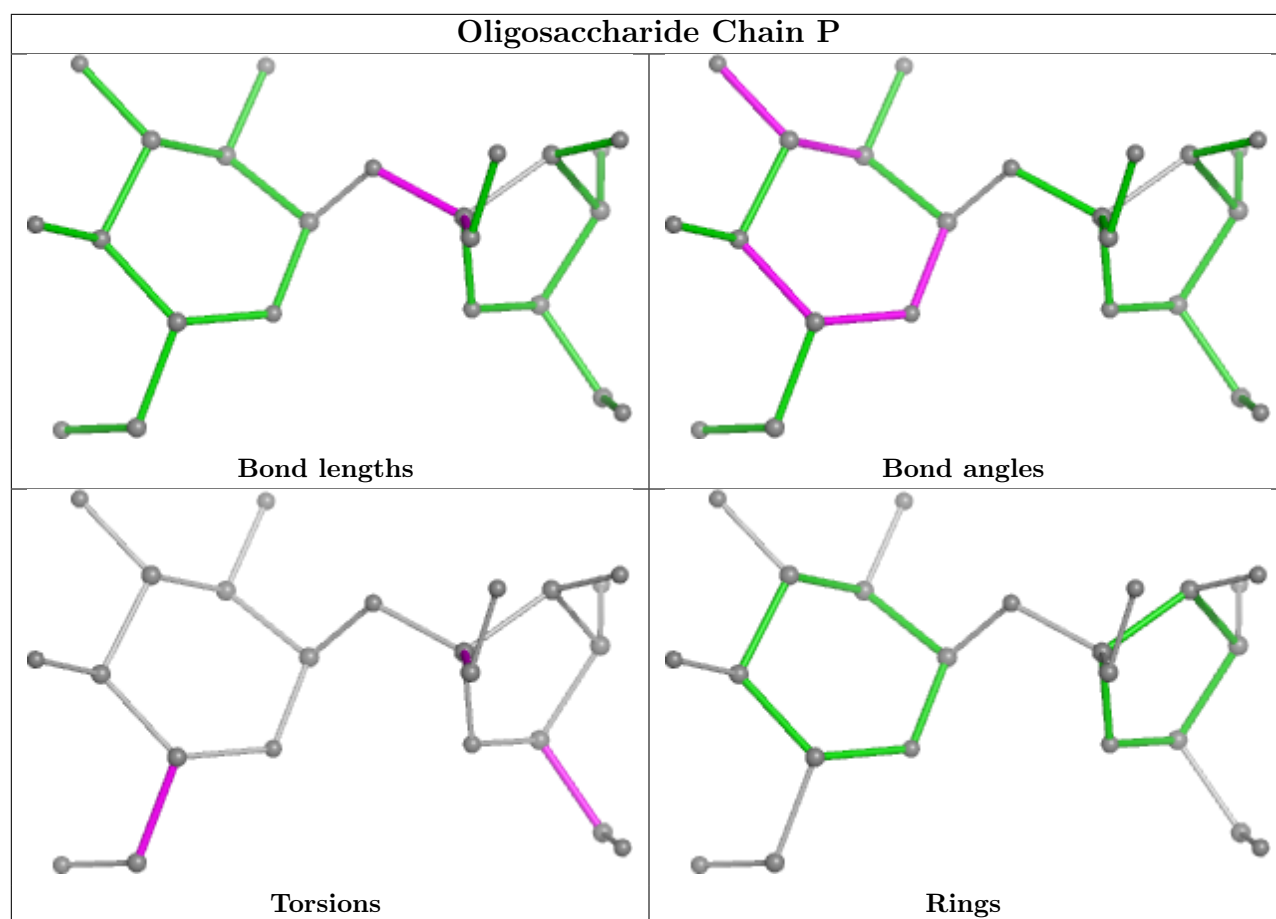 Oligosaccharide Chain P
Bond lengths
Bond angles
Torsions
Rings